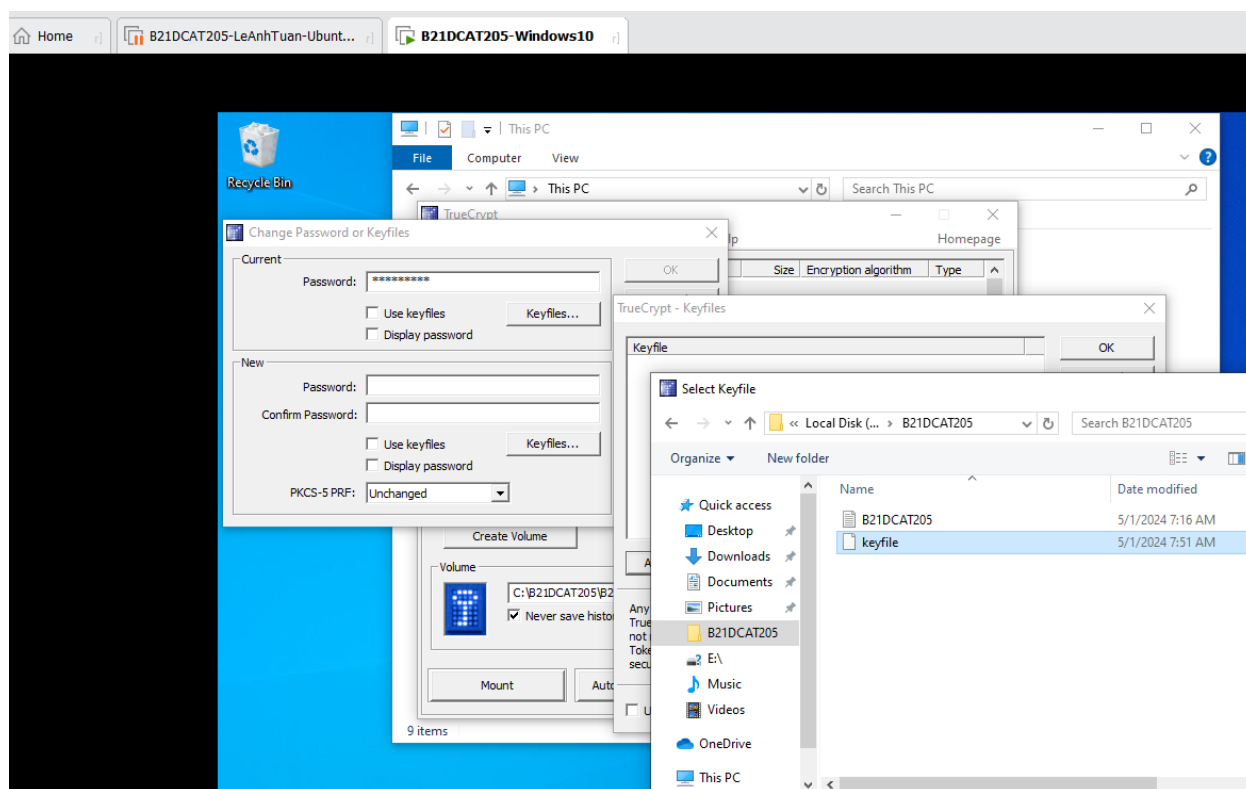 Home
B21DCAT205-LeAnhTuan-Ubunt...
B21DCAT205-Windows10
Recycle Bin
This PC
File Computer View
This PC
Search This PC
TrueCrypt
Homepage
Size Encryption algorithm Type
Change Password or Keyfiles
Current
Password: *********
OK
Use keyfiles
Keyfiles...
Display password
New
Password:
Confirm Password:
Use keyfiles
Keyfiles...
Display password
PKCS-5 PRF: Unchanged
TrueCrypt - Keyfiles
Keyfile
OK
Create Volume
Volume
C:\B21DCAT205\B2
Never save histo
Any
True
not
Toke
secu
Mount
Auto
U
9 items
Select Keyfile
« Local Disk (... › B21DCAT205
Search B21DCAT205
Organize
New folder
Name
Date modified
Quick access
Desktop
Downloads
Documents
Pictures
B21DCAT205
E:\
Music
Videos
OneDrive
This PC
B21DCAT205 5/1/2024 7:16 AM
keyfile 5/1/2024 7:51 AM